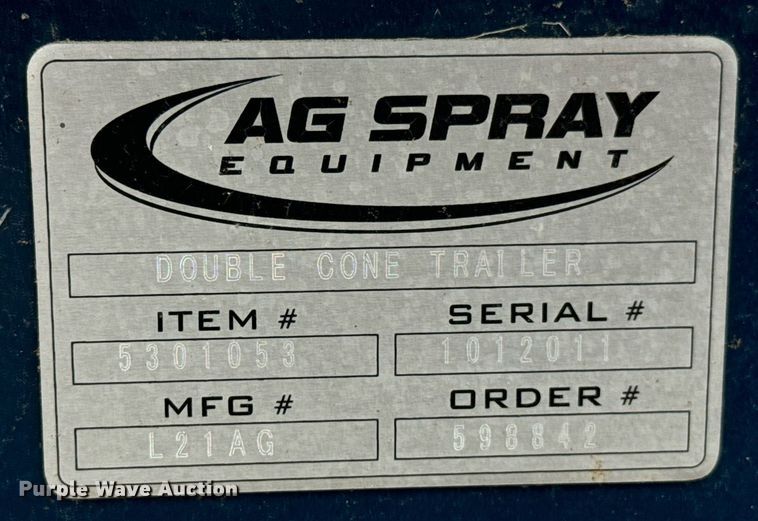 AG SPRAY
EQUIPMENT
DOUBLE CONE TRAILER
ITEM # SERIAL #
5301053 1012011
MFG # ORDER #
L21AG 598842
Purple Wave Auction